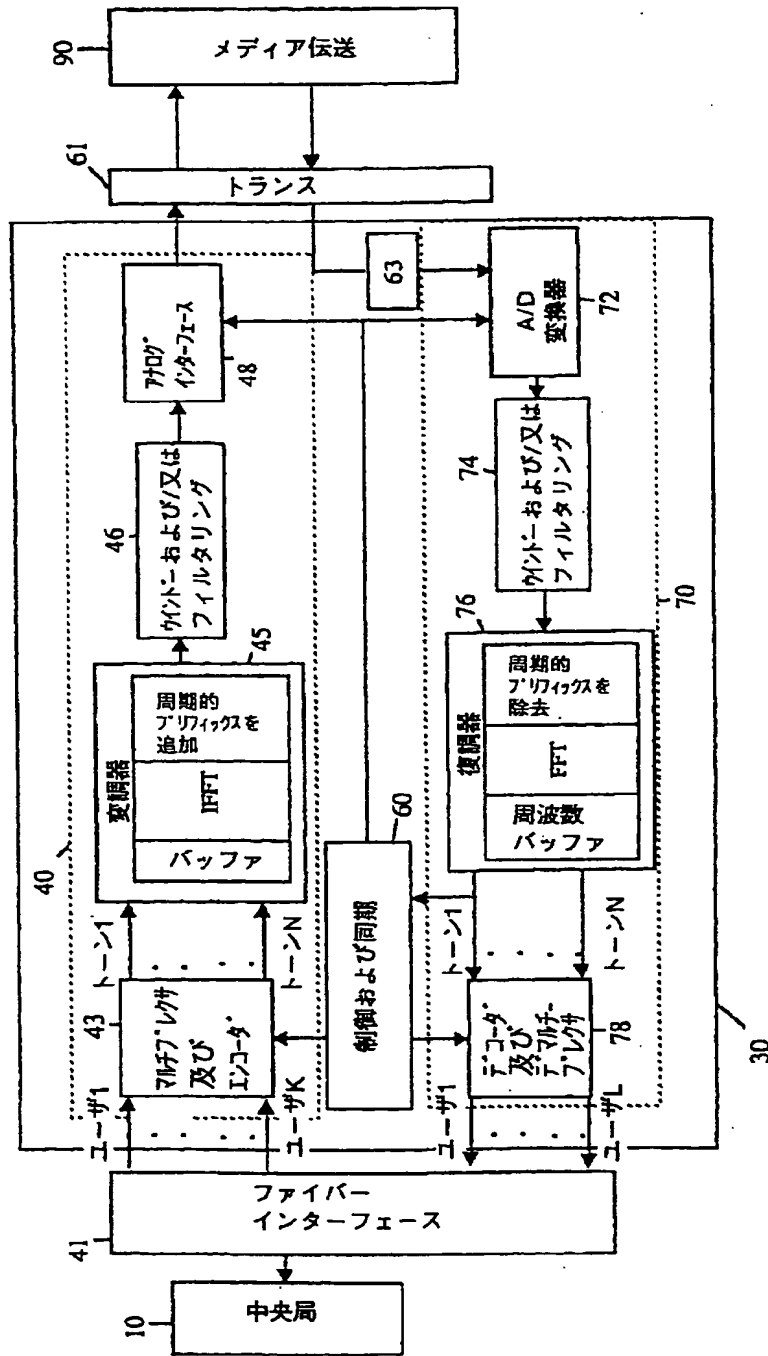 10
中央局
41
ファイバー
インターフェース
ユーザ1
ユーザK
ユーザ1
ユーザL
30
40
43
マルチプレクサ
及び
エンコーダ
トーン1
トーンN
45
変調器
バッファ
IFFT
周期的
プリフィックスを
追加
46
ウインドーおよび/又は
フィルタリング
アナログ
インターフェース
48
60
制御および同期
63
70
A/D
変換器
72
74
ウインドーおよび/又は
フィルタリング
76
復調器
周期的
プリフィックスを
除去
FFT
周波数
バッファ
トーン1
トーンN
デコーダ
及び
デマルチ-
プレクサ
78
61
トランス
90
メディア伝送